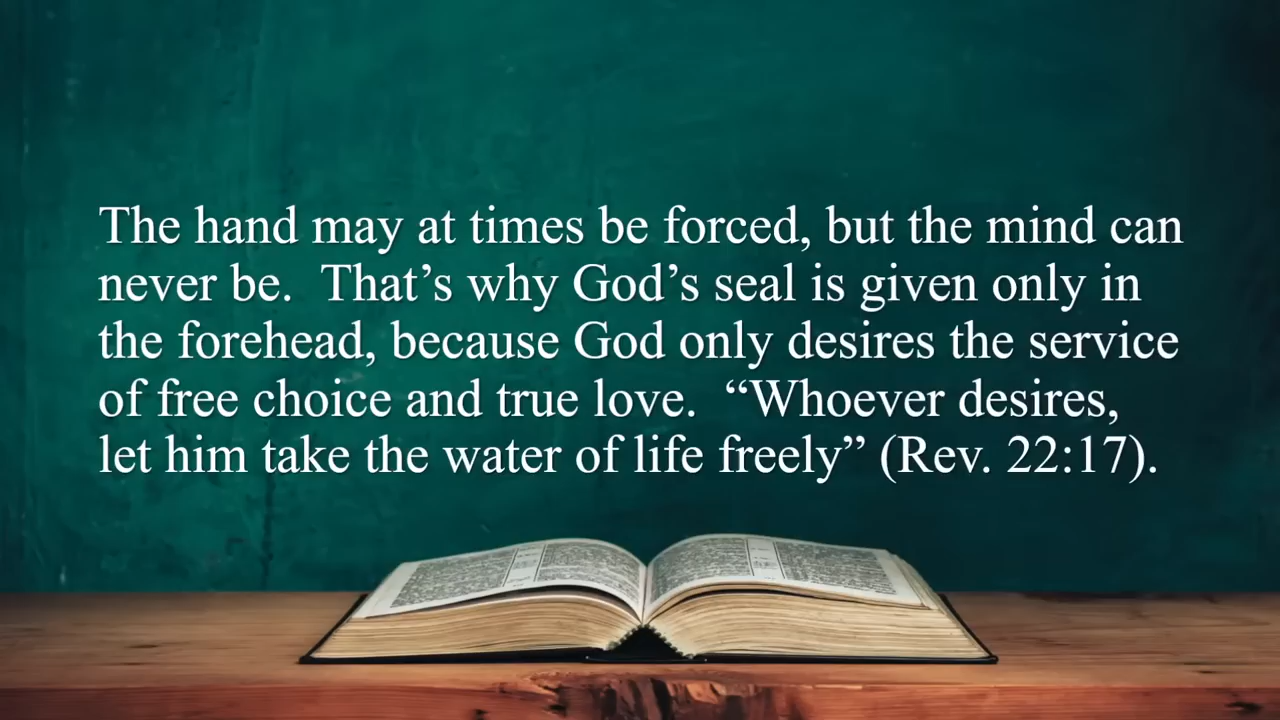 The hand may at times be forced, but the mind can
never be.  That’s why God’s seal is given only in
the forehead, because God only desires the service
of free choice and true love.  “Whoever desires,
let him take the water of life freely” (Rev. 22:17).